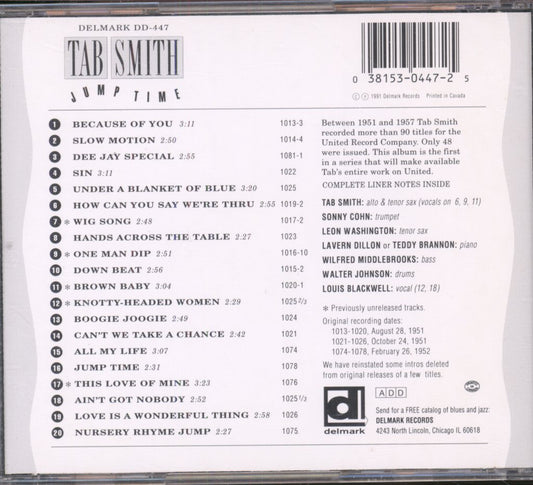 DELMARK DD-447
TAB SMITH
JUMP TIME
0 38153-0447-2 5
© ℗ 1991 Delmark Records Printed in Canada
1 BECAUSE OF YOU 3:11 1013-3
2 SLOW MOTION 2:50 1014-4
3 DEE JAY SPECIAL 2:55 1081-1
4 SIN 3:11 1022
5 UNDER A BLANKET OF BLUE 3:20 1025
6 HOW CAN YOU SAY WE'RE THRU 2:55 1019-2
7 * WIG SONG 2:48 1017-2
8 HANDS ACROSS THE TABLE 2:27 1023
9 * ONE MAN DIP 2:51 1016-10
10 DOWN BEAT 2:56 1015-2
11 * BROWN BABY 3:04 1020-1
12 * KNOTTY-HEADED WOMEN 2:29 1025 2/3
13 BOOGIE JOOGIE 2:49 1024
14 CAN'T WE TAKE A CHANCE 2:42 1021
15 ALL MY LIFE 3:07 1074
16 JUMP TIME 2:31 1078
17 * THIS LOVE OF MINE 3:23 1076
18 AIN'T GOT NOBODY 2:52 1025 1/3
19 LOVE IS A WONDERFUL THING 2:58 1026
20 NURSERY RHYME JUMP 2:27 1075
Between 1951 and 1957 Tab Smith
recorded more than 90 titles for the
United Record Company. Only 48
were issued. This album is the first
in a series that will make available
Tab's entire work on United.
COMPLETE LINER NOTES INSIDE
TAB SMITH: alto & tenor sax (vocals on 6, 9, 11)
SONNY COHN: trumpet
LEON WASHINGTON: tenor sax
LAVERN DILLON or TEDDY BRANNON: piano
WILFRED MIDDLEBROOKS: bass
WALTER JOHNSON: drums
LOUIS BLACKWELL: vocal (12, 18)
* Previously unreleased tracks.
Original recording dates:
1013-1020, August 28, 1951
1021-1026, October 24, 1951
1074-1078, February 26, 1952
We have reinstated some intros deleted
from original releases of a few titles.
d
delmark
ADD
Send for a FREE catalog of blues and jazz:
DELMARK RECORDS
4243 North Lincoln, Chicago IL 60618